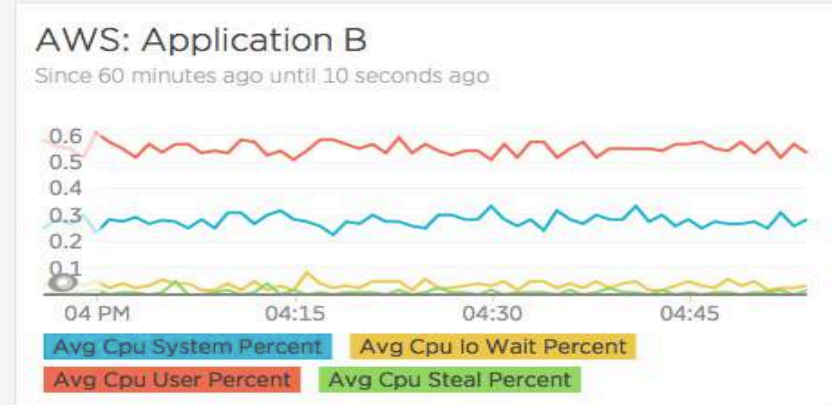 AWS: Application B
Since 60 minutes ago until 10 seconds ago
0.6
0.5
0.4
0.3
0.2
0.1
04 PM 04:15 04:30 04:45
Avg Cpu System Percent Avg Cpu Io Wait Percent
Avg Cpu User Percent Avg Cpu Steal Percent